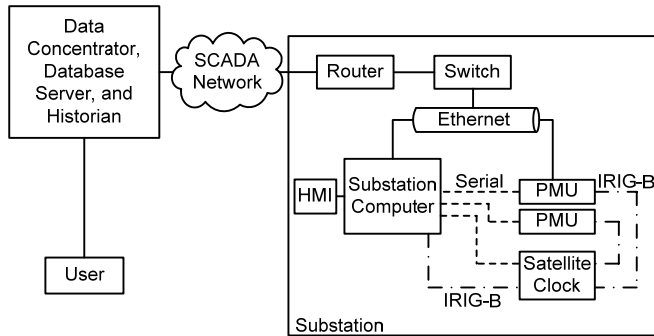 Data
Concentrator,
Database
Server, and
Historian
SCADA
Network
Router
Switch
Ethernet
HMI
Substation
Computer
Serial
PMU
IRIG-B
PMU
Satellite
Clock
IRIG-B
User
Substation